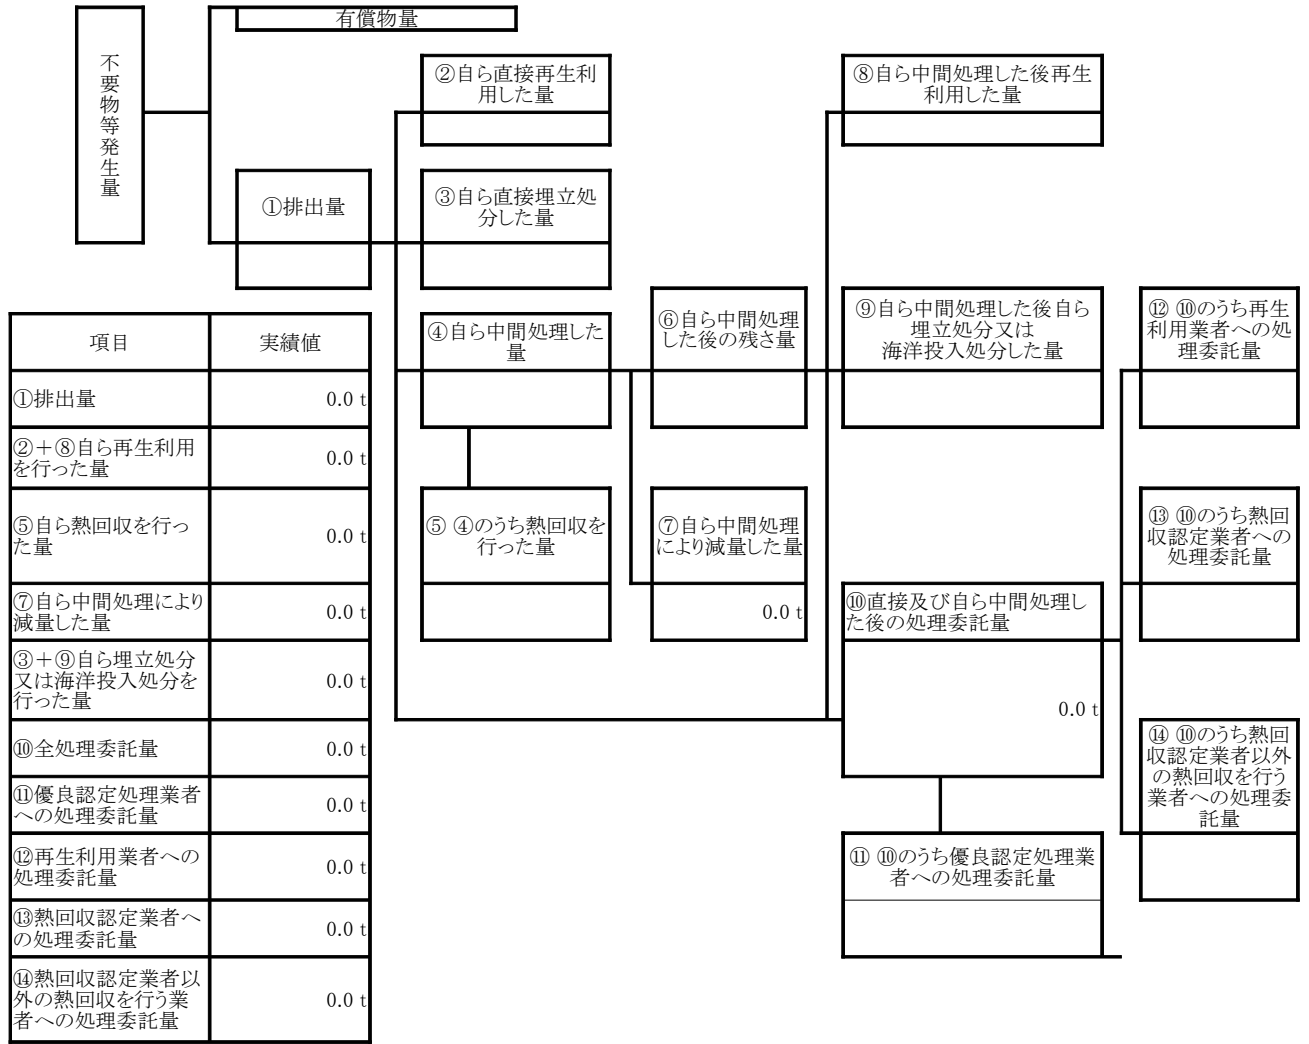 不要物等発生量
有償物量
②自ら直接再生利
用した量
⑧自ら中間処理した後再生
利用した量
①排出量
③自ら直接埋立処
分した量
④自ら中間処理した
量
⑥自ら中間処理
した後の残さ量
⑨自ら中間処理した後自ら
埋立処分又は
海洋投入処分した量
⑫ ⑩のうち再生
利用業者への処
理委託量
⑤ ④のうち熱回収を
行った量
⑦自ら中間処理
により減量した量
0.0 t
⑬ ⑩のうち熱回
収認定業者への
処理委託量
⑩直接及び自ら中間処理し
た後の処理委託量
0.0 t
⑭ ⑩のうち熱回
収認定業者以外
の熱回収を行う
業者への処理委
託量
⑪ ⑩のうち優良認定処理業
者への処理委託量
項目 実績値
①排出量 0.0 t
②＋⑧自ら再生利用
を行った量 0.0 t
⑤自ら熱回収を行っ
た量 0.0 t
⑦自ら中間処理により
減量した量 0.0 t
③＋⑨自ら埋立処分
又は海洋投入処分を
行った量 0.0 t
⑩全処理委託量 0.0 t
⑪優良認定処理業者
への処理委託量 0.0 t
⑫再生利用業者への
処理委託量 0.0 t
⑬熱回収認定業者へ
の処理委託量 0.0 t
⑭熱回収認定業者以
外の熱回収を行う業
者への処理委託量 0.0 t